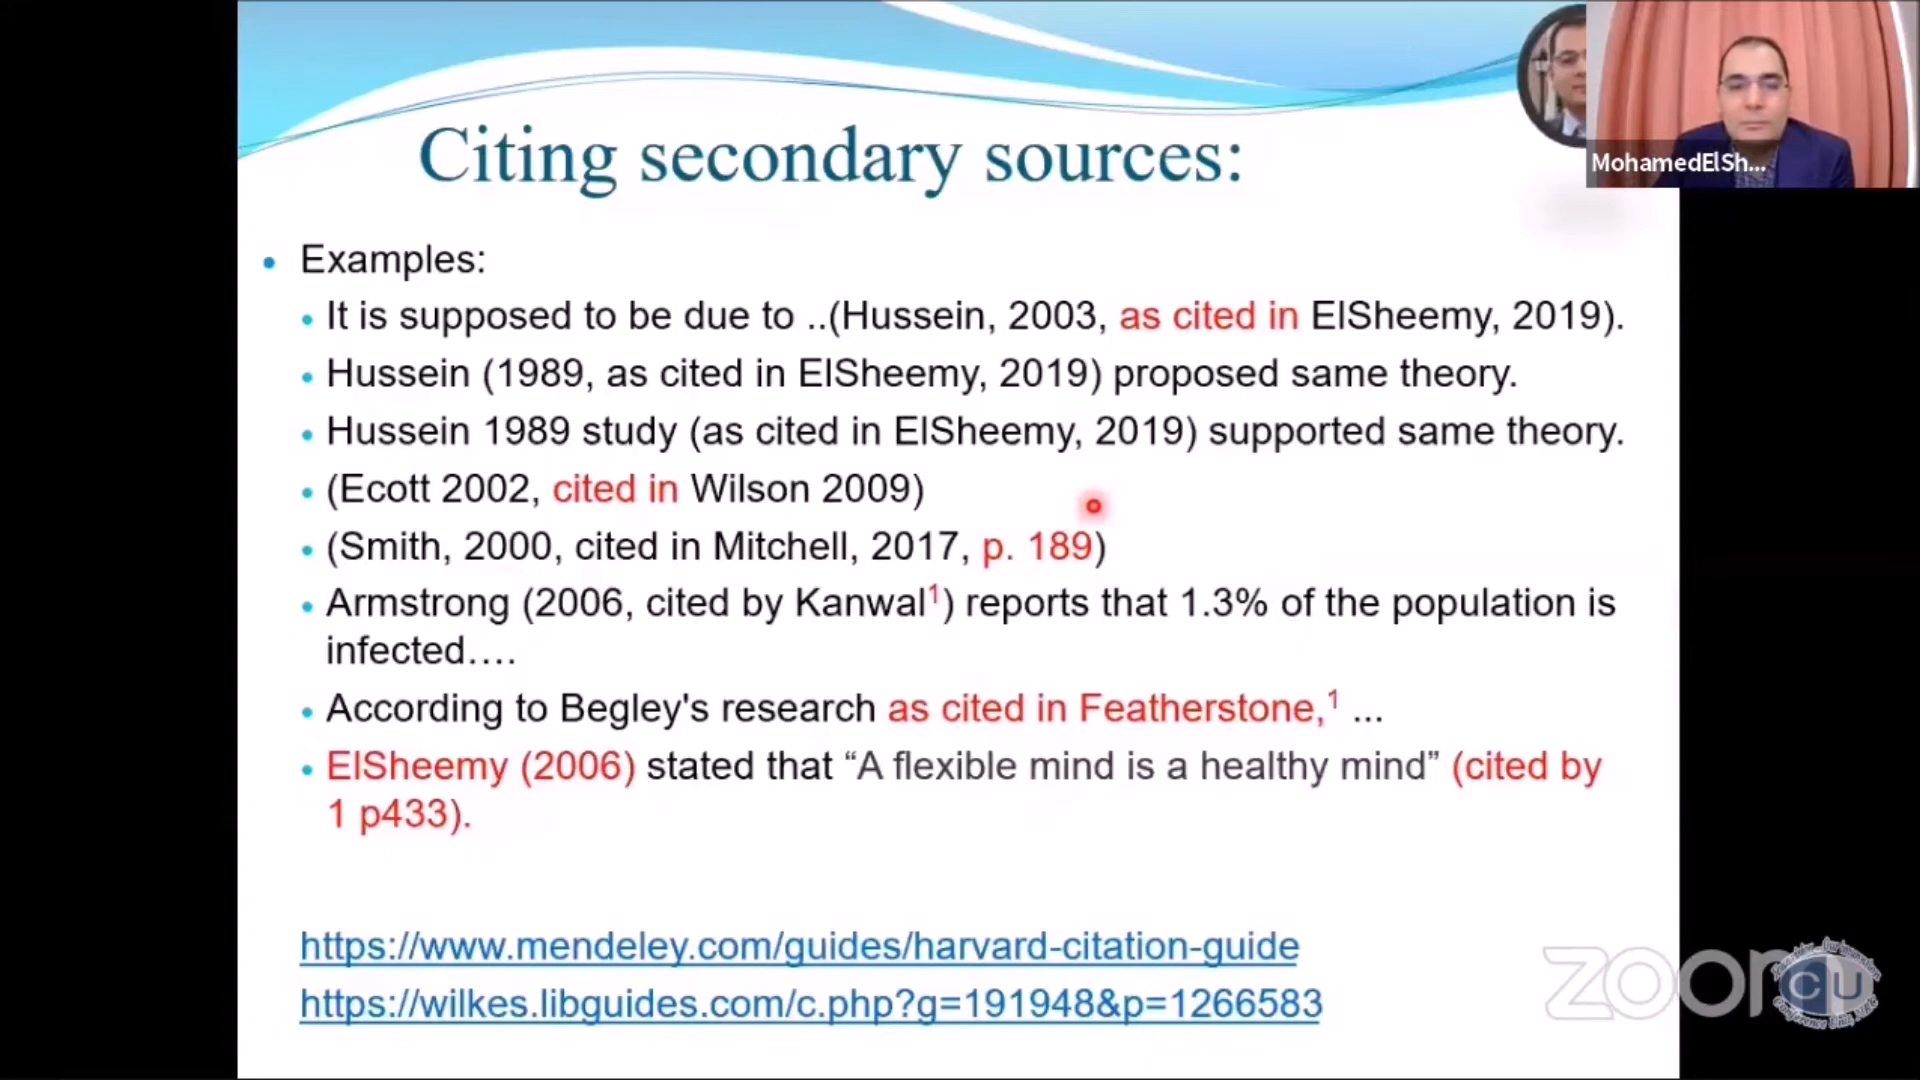 Citing secondary sources:
MohamedElSh...
Examples:
It is supposed to be due to ..(Hussein, 2003, as cited in ElSheemy, 2019).
Hussein (1989, as cited in ElSheemy, 2019) proposed same theory.
Hussein 1989 study (as cited in ElSheemy, 2019) supported same theory.
(Ecott 2002, cited in Wilson 2009)
(Smith, 2000, cited in Mitchell, 2017, p. 189)
Armstrong (2006, cited by Kanwal¹) reports that 1.3% of the population is
infected….
According to Begley's research as cited in Featherstone,¹ ...
ElSheemy (2006) stated that “A flexible mind is a healthy mind” (cited by
1 p433).
https://www.mendeley.com/guides/harvard-citation-guide
https://wilkes.libguides.com/c.php?g=191948&p=1266583
zoom
CU